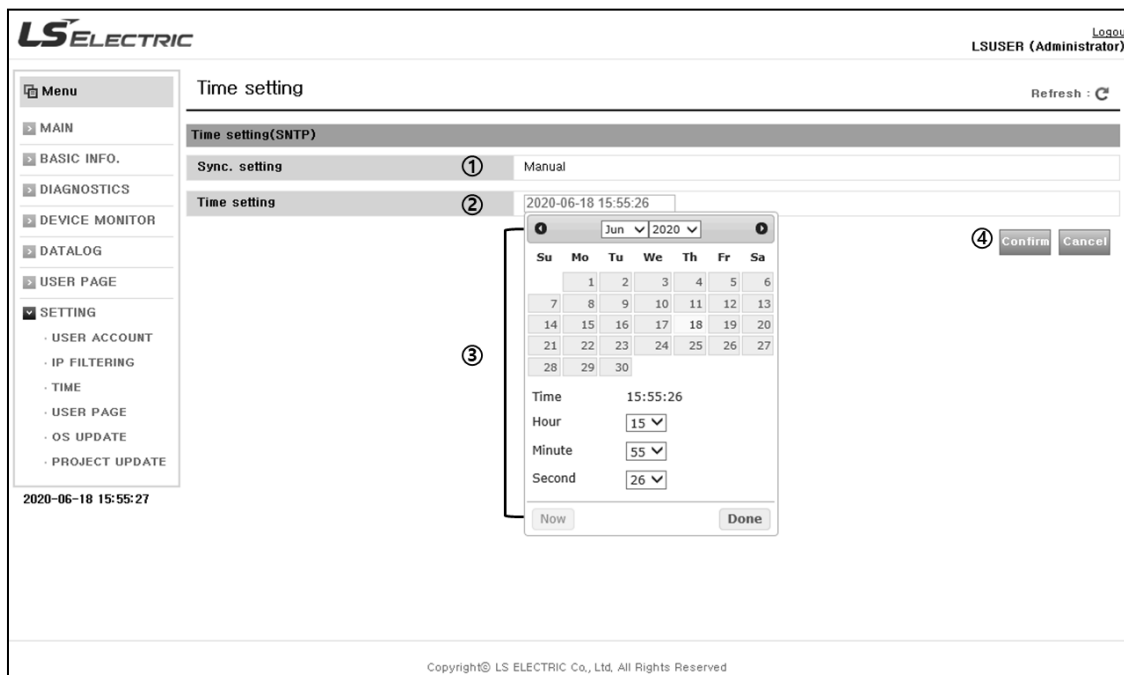 LS ELECTRIC
Logou
LSUSER (Administrator)
Menu
Time setting
Refresh :
MAIN
BASIC INFO.
DIAGNOSTICS
DEVICE MONITOR
DATALOG
USER PAGE
SETTING
· USER ACCOUNT
· IP FILTERING
· TIME
· USER PAGE
· OS UPDATE
· PROJECT UPDATE
2020-06-18 15:55:27
Time setting(SNTP)
Sync. setting ① Manual
Time setting ② 2020-06-18 15:55:26
③
Jun 2020
Su Mo Tu We Th Fr Sa
1 2 3 4 5 6
7 8 9 10 11 12 13
14 15 16 17 18 19 20
21 22 23 24 25 26 27
28 29 30
Time 15:55:26
Hour 15
Minute 55
Second 26
Now Done
④ Confirm Cancel
Copyright© LS ELECTRIC Co., Ltd, All Rights Reserved